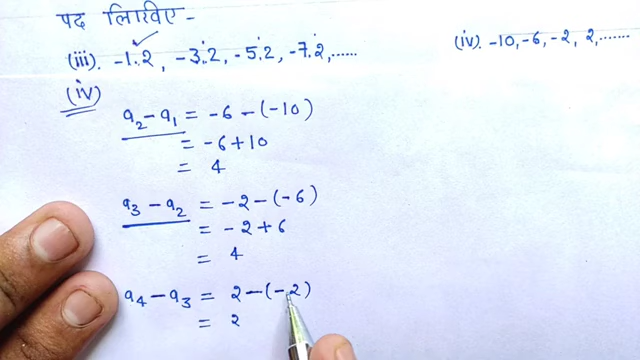 पद लिखिए -
(iii). -1.2, -3.2, -5.2, -7.2, ......
(iv). -10, -6, -2, 2, .......
(iv)
a₂ - a₁ = -6 - (-10)
= -6 + 10
= 4
a₃ - a₂ = -2 - (-6)
= -2 + 6
= 4
a₄ - a₃ = 2 - (-2)
= 2